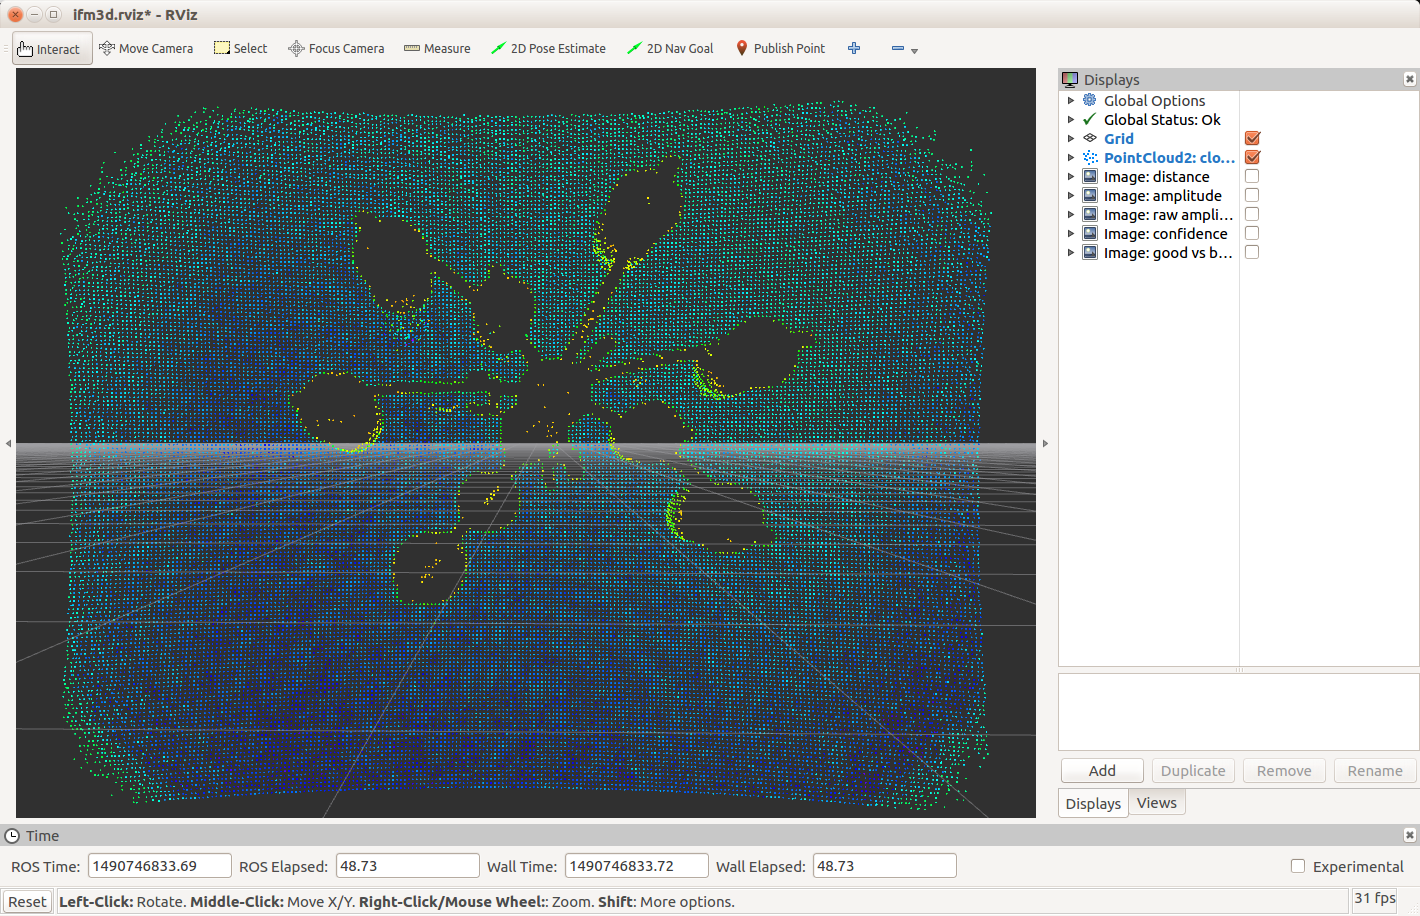 ifm3d.rviz* - RViz
Interact Move Camera Select Focus Camera Measure 2D Pose Estimate 2D Nav Goal Publish Point
Displays
Global Options
Global Status: Ok
Grid
PointCloud2: clo...
Image: distance
Image: amplitude
Image: raw ampli...
Image: confidence
Image: good vs b...
Add Duplicate Remove Rename
Displays Views
Time
ROS Time: 1490746833.69 ROS Elapsed: 48.73 Wall Time: 1490746833.72 Wall Elapsed: 48.73 Experimental
Reset Left-Click: Rotate. Middle-Click: Move X/Y. Right-Click/Mouse Wheel:: Zoom. Shift: More options. 31 fps